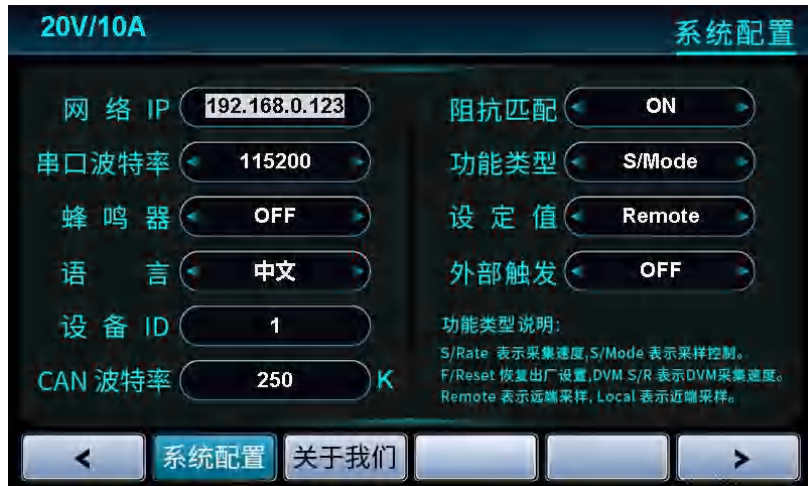 20V/10A
系统配置
网络 IP 192.168.0.123
阻抗匹配 ON
串口波特率 115200
功能类型 S/Mode
蜂鸣器 OFF
设定值 Remote
语言 中文
外部触发 OFF
设备 ID 1
CAN 波特率 250 K
功能类型说明:
S/Rate 表示采集速度,S/Mode 表示采样控制。
F/Reset 恢复出厂设置,DVM S/R 表示DVM采集速度。
Remote 表示远端采样, Local 表示近端采样。
< 系统配置 关于我们 >